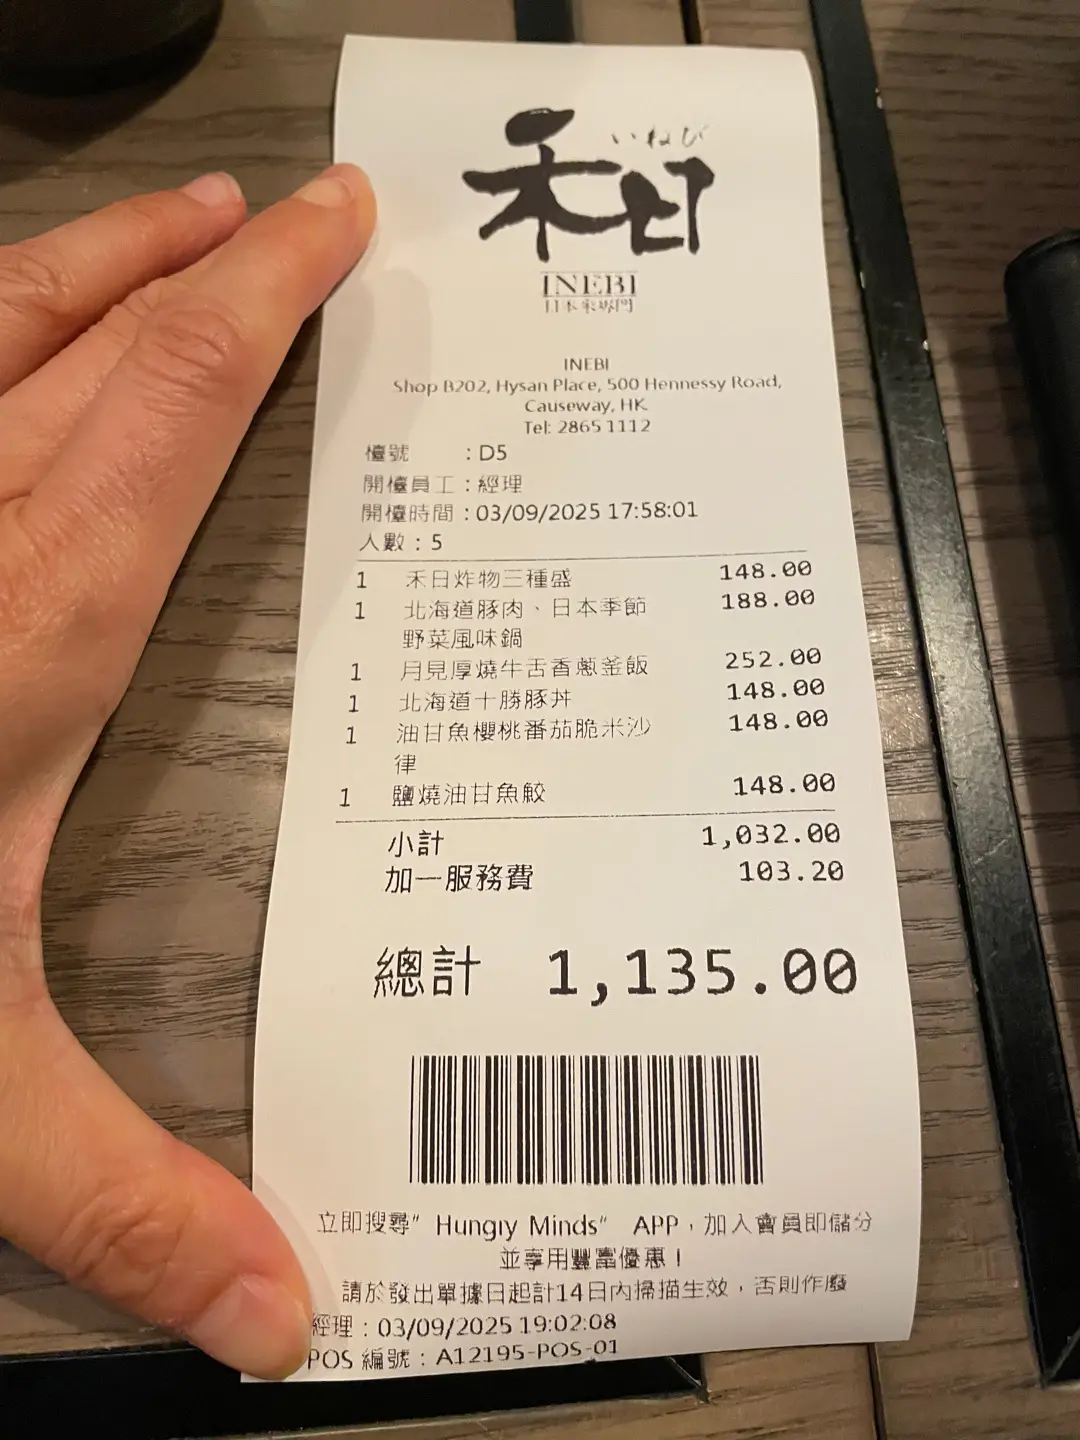 いねび
禾日
INEBI
日本米專門
INEBI
Shop B202, Hysan Place, 500 Hennessy Road,
Causeway, HK
Tel: 2865 1112
檯號 : D5
開檯員工 : 經理
開檯時間 : 03/09/2025 17:58:01
人數 : 5
1 禾日炸物三種盛 148.00
1 北海道豚肉、日本季節 188.00
野菜風味鍋
1 月見厚燒牛舌香蔥釜飯 252.00
1 北海道十勝豚丼 148.00
1 油甘魚櫻桃番茄脆米沙 148.00
律
1 鹽燒油甘魚鮫 148.00
小計 1,032.00
加一服務費 103.20
總計 1,135.00
立即搜尋"Hungry Minds" APP，加入會員即儲分
並享用豐富優惠！
請於發出單據日起計14日內掃描生效，否則作廢
經理 : 03/09/2025 19:02:08
POS 編號 : A12195-POS-01